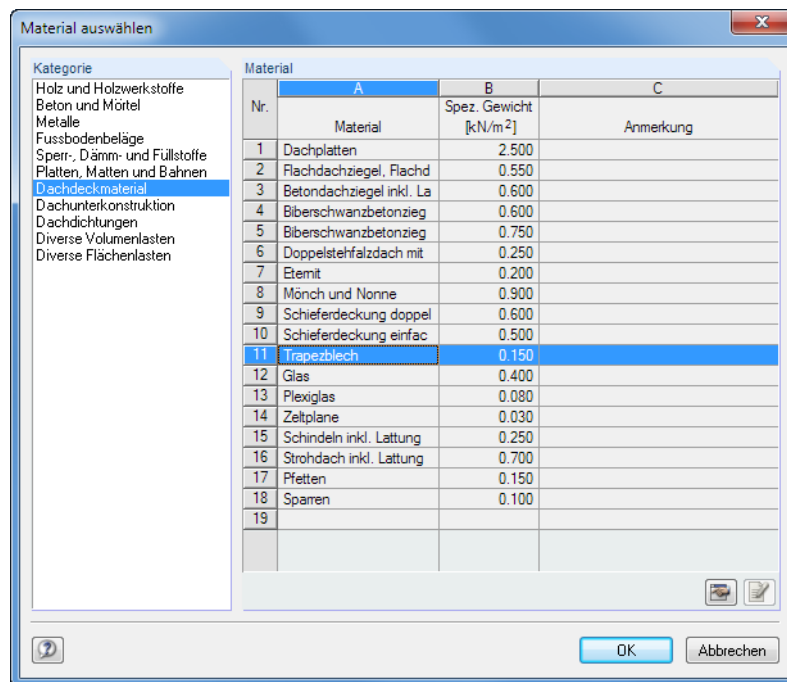 Material auswählen
Kategorie
Holz und Holzwerkstoffe
Beton und Mörtel
Metalle
Fussbodenbeläge
Sperr-, Dämm- und Füllstoffe
Platten, Matten und Bahnen
Dachdeckmaterial
Dachunterkonstruktion
Dachdichtungen
Diverse Volumenlasten
Diverse Flächenlasten
Material
A B C
Nr. Material Spez. Gewicht [kN/m²] Anmerkung
1 Dachplatten 2.500
2 Flachdachziegel, Flachd 0.550
3 Betondachziegel inkl. La 0.600
4 Biberschwanzbetonzieg 0.600
5 Biberschwanzbetonzieg 0.750
6 Doppelstehfalzdach mit 0.250
7 Eternit 0.200
8 Mönch und Nonne 0.900
9 Schieferdeckung doppel 0.600
10 Schieferdeckung einfac 0.500
11 Trapezblech 0.150
12 Glas 0.400
13 Plexiglas 0.080
14 Zeltplane 0.030
15 Schindeln inkl. Lattung 0.250
16 Strohdach inkl. Lattung 0.700
17 Pfetten 0.150
18 Sparren 0.100
19
OK Abbrechen